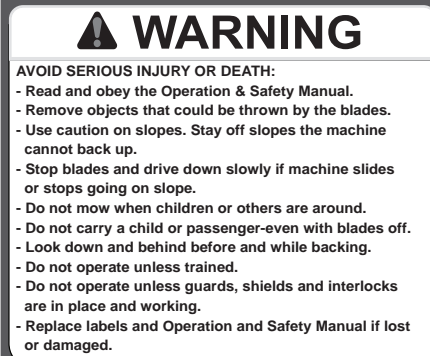 WARNING
AVOID SERIOUS INJURY OR DEATH:
- Read and obey the Operation & Safety Manual.
- Remove objects that could be thrown by the blades.
- Use caution on slopes. Stay off slopes the machine
cannot back up.
- Stop blades and drive down slowly if machine slides
or stops going on slope.
- Do not mow when children or others are around.
- Do not carry a child or passenger-even with blades off.
- Look down and behind before and while backing.
- Do not operate unless trained.
- Do not operate unless guards, shields and interlocks
are in place and working.
- Replace labels and Operation and Safety Manual if lost
or damaged.